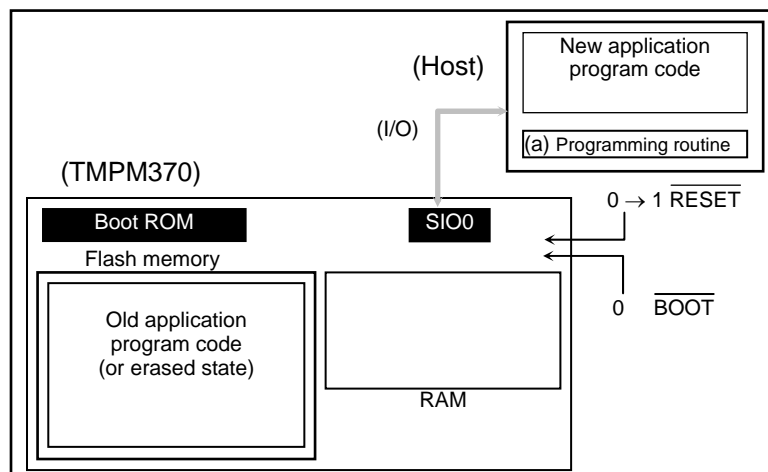 New application
program code
(Host)
(I/O)
(a) Programming routine
(TMPM370)
0 → 1 RESET
Boot ROM
SIO0
Flash memory
0 BOOT
Old application
program code
(or erased state)
RAM